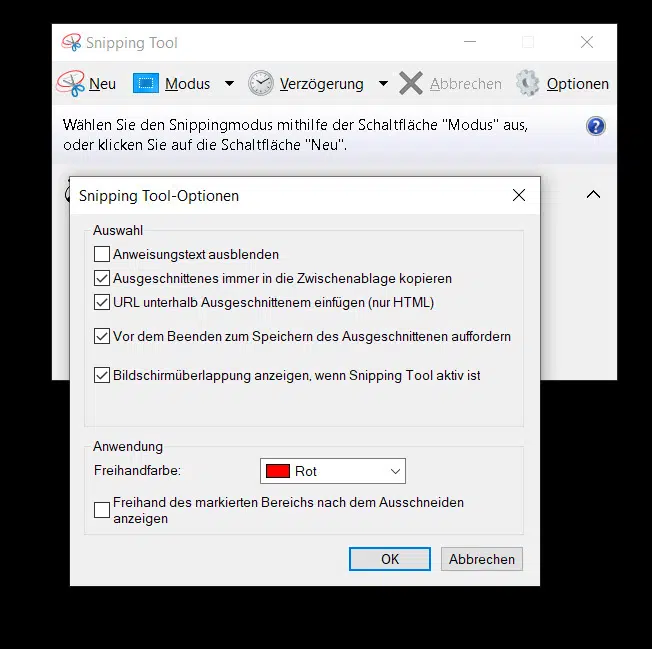 Snipping Tool
Neu Modus Verzögerung Abbrechen Optionen
Wählen Sie den Snippingmodus mithilfe der Schaltfläche "Modus" aus,
oder klicken Sie auf die Schaltfläche "Neu".
?
Snipping Tool-Optionen
Auswahl
Anweisungstext ausblenden
Ausgeschnittenes immer in die Zwischenablage kopieren
URL unterhalb Ausgeschnittenem einfügen (nur HTML)
Vor dem Beenden zum Speichern des Ausgeschnittenen auffordern
Bildschirmüberlappung anzeigen, wenn Snipping Tool aktiv ist
Anwendung
Freihandfarbe: Rot
Freihand des markierten Bereichs nach dem Ausschneiden
anzeigen
OK Abbrechen